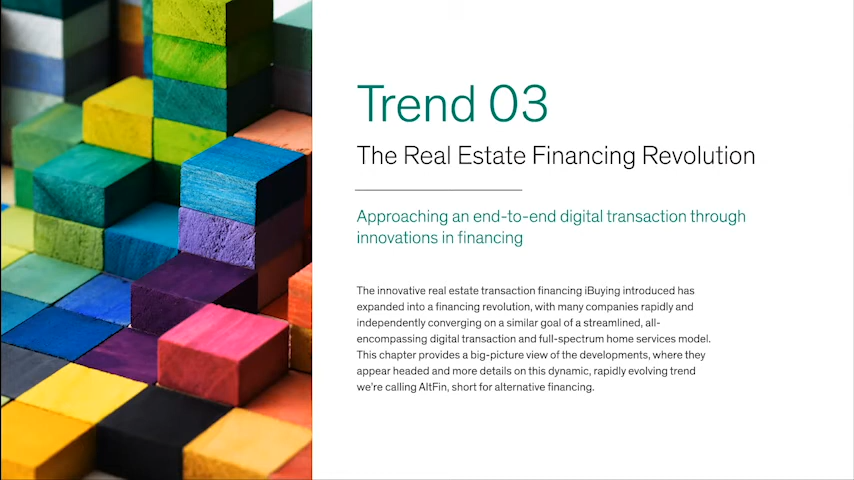 Trend 03
The Real Estate Financing Revolution
Approaching an end-to-end digital transaction through
innovations in financing
The innovative real estate transaction financing iBuying introduced has
expanded into a financing revolution, with many companies rapidly and
independently converging on a similar goal of a streamlined, all-
encompassing digital transaction and full-spectrum home services model.
This chapter provides a big-picture view of the developments, where they
appear headed and more details on this dynamic, rapidly evolving trend
we're calling AltFin, short for alternative financing.